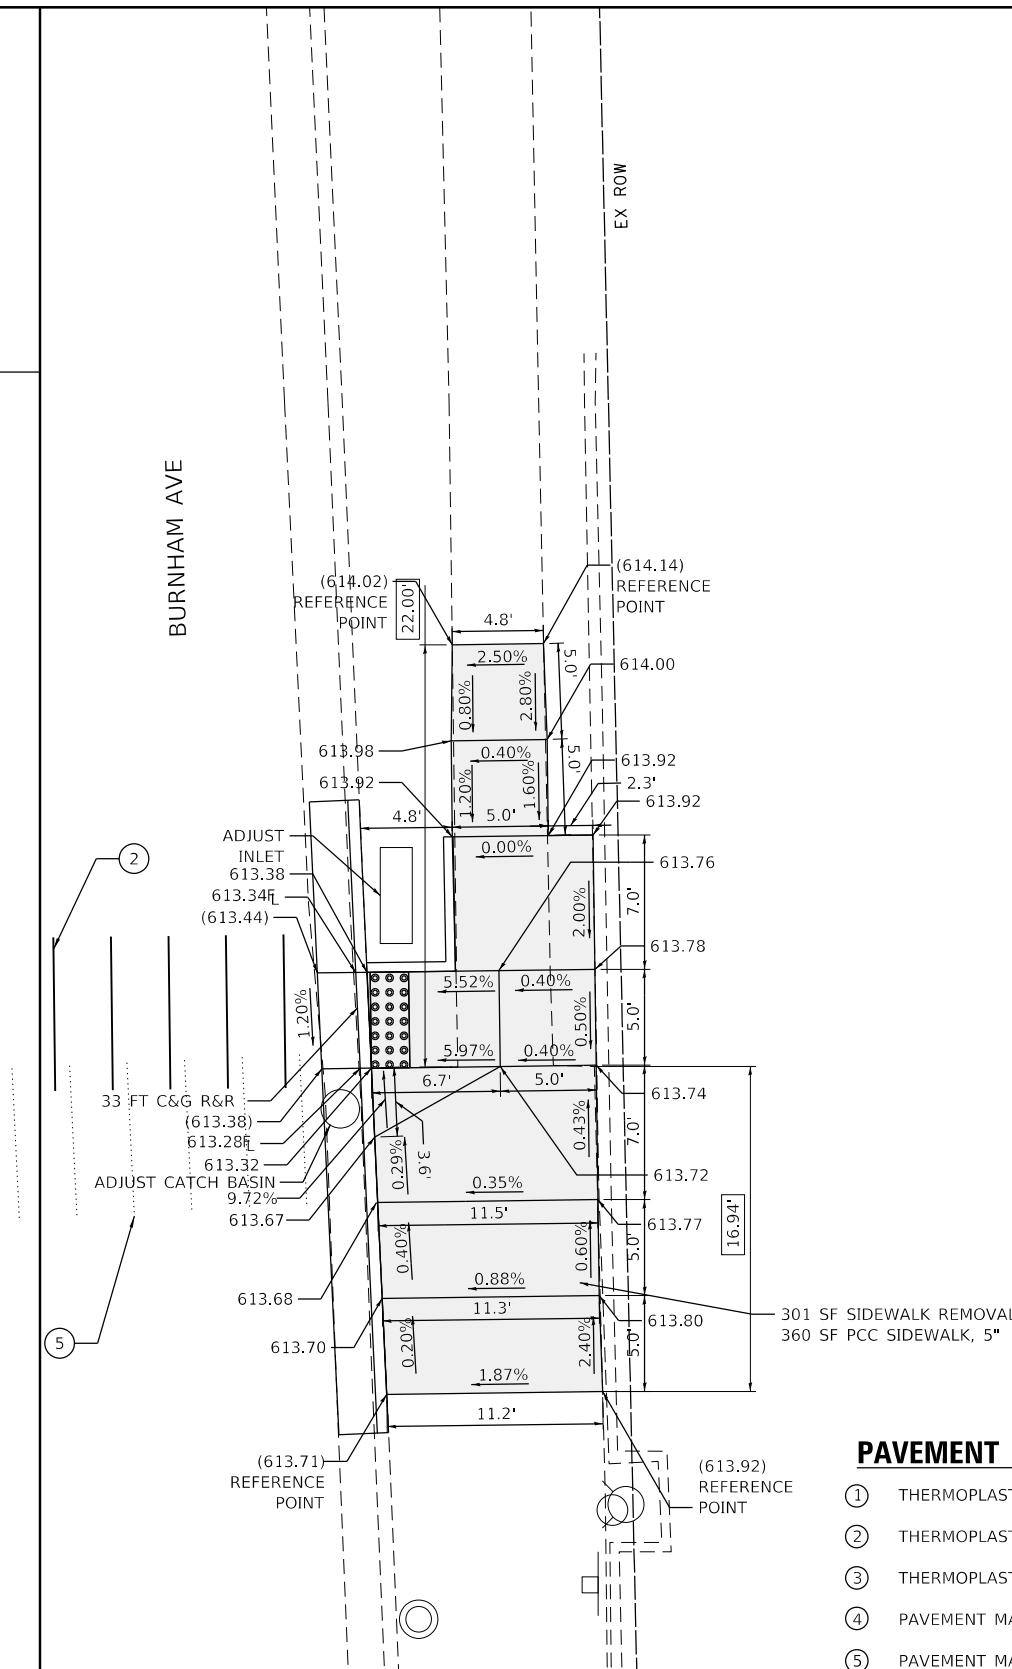 EX ROW
BURNHAM AVE
(614.02)
REFERENCE
POINT
22.00'
(614.14)
REFERENCE
POINT
4.8'
2.50%
5.0'
614.00
0.80%
2.80%
613.98
0.40%
5.0'
613.92
613.92
2.3'
613.92
1.20%
1.60%
4.8'
5.0'
ADJUST
INLET
0.00%
613.76
613.38
613.34FL
(613.44)
2.00%
7.0'
613.78
2
5.52%
0.40%
1.20%
0.50%
5.0'
5.97%
0.40%
6.7'
5.0'
33 FT C&G R&R
(613.38)
613.28FL
613.32
ADJUST CATCH BASIN
9.72%
613.67
613.74
0.43%
7.0'
0.29%
3.6'
613.72
0.35%
11.5'
613.77
16.94'
0.40%
0.60%
5.0'
613.68
0.88%
11.3'
613.80
301 SF SIDEWALK REMOVAL
360 SF PCC SIDEWALK, 5"
5
613.70
0.20%
2.40%
5.0'
1.87%
11.2'
(613.71)
REFERENCE
POINT
(613.92)
REFERENCE
POINT
PAVEMENT
1 THERMOPLAST
2 THERMOPLAST
3 THERMOPLAST
4 PAVEMENT MA
5 PAVEMENT MA